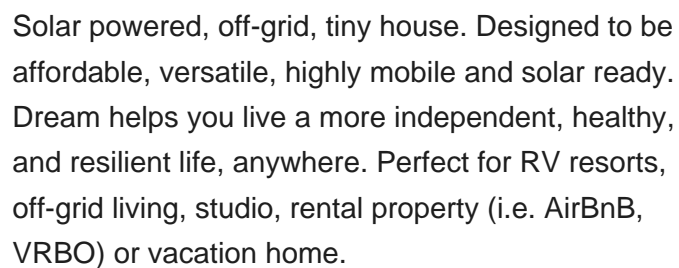 Solar powered, off-grid, tiny house. Designed to be
affordable, versatile, highly mobile and solar ready.
Dream helps you live a more independent, healthy,
and resilient life, anywhere. Perfect for RV resorts,
off-grid living, studio, rental property (i.e. AirBnB,
VRBO) or vacation home.